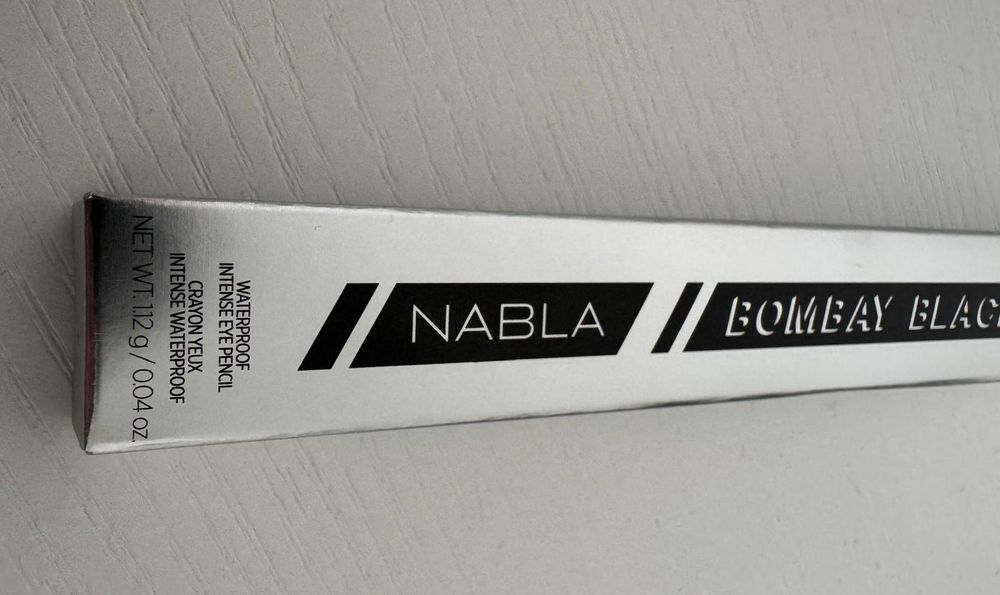 NABLA
BOMBAY BLAC
WATERPROOF
INTENSE EYE PENCIL
CRAYON YEUX
INTENSE WATERPROOF
NET WT. 1.12 g / 0.04 oz.